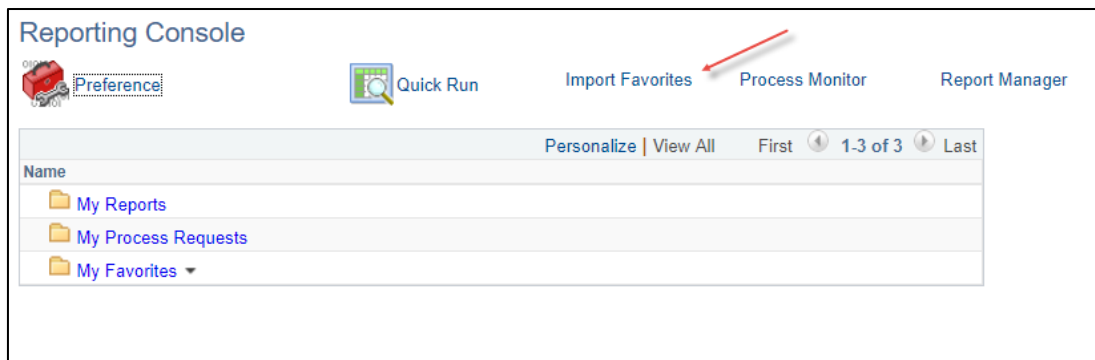 Reporting Console
Preference Quick Run Import Favorites Process Monitor Report Manager
Personalize | View All First 1-3 of 3 Last
Name
My Reports
My Process Requests
My Favorites